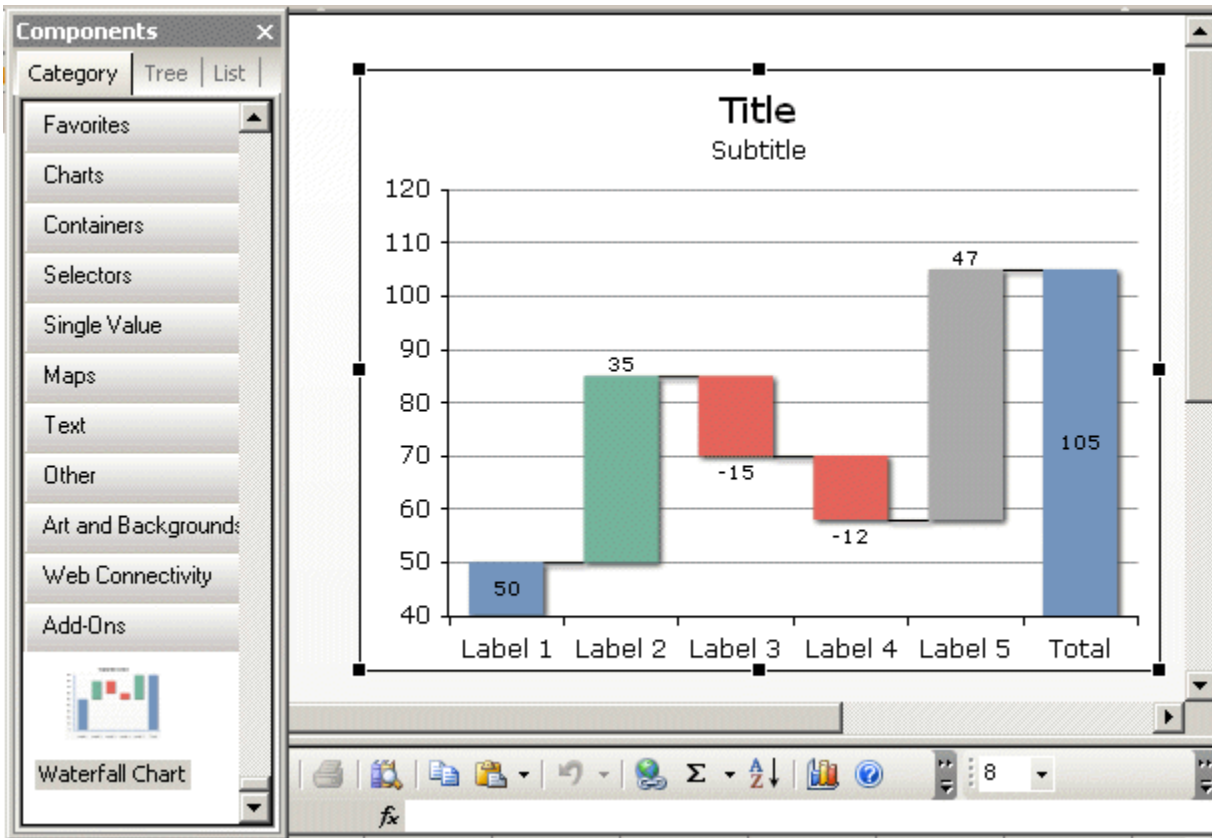 Components
Category Tree List
Favorites
Charts
Containers
Selectors
Single Value
Maps
Text
Other
Art and Backgrounds
Web Connectivity
Add-Ons
Waterfall Chart
Title
Subtitle
120
110
100
90
80
70
60
50
40
50
35
-15
-12
47
105
Label 1 Label 2 Label 3 Label 4 Label 5 Total
8
fx